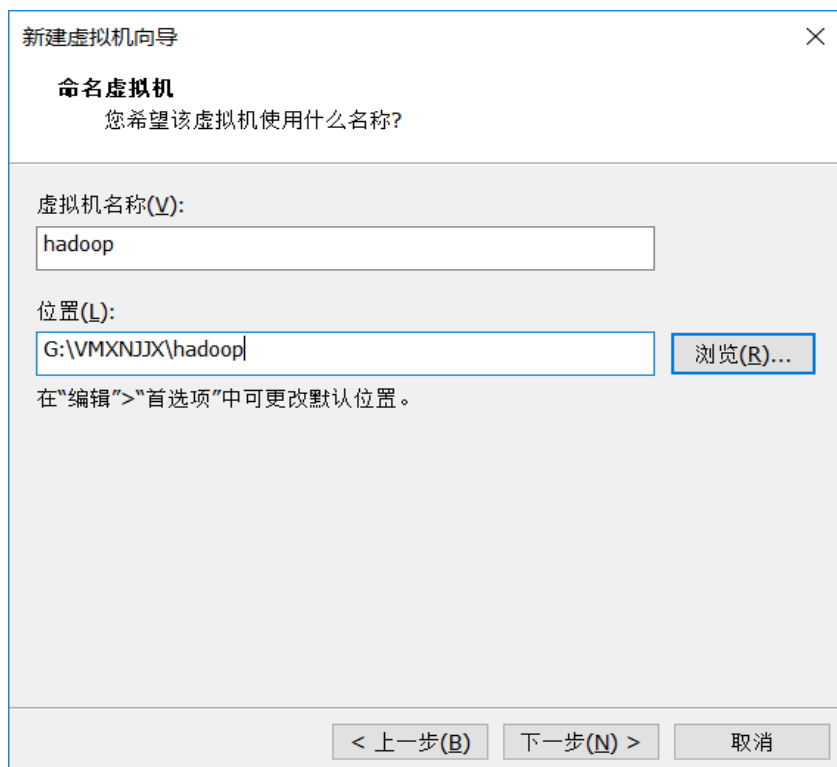 新建虚拟机向导
命名虚拟机
您希望该虚拟机使用什么名称?
虚拟机名称(V):
hadoop
位置(L):
G:\VMXNJJX\hadoop
浏览(R)...
在“编辑”>“首选项”中可更改默认位置。
< 上一步(B)
下一步(N) >
取消